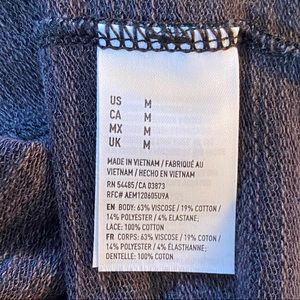 US M
CA M
MX M
UK M
MADE IN VIETNAM / FABRIQUÉ AU
VIETNAM / HECHO EN VIETNAM
RN 54485/CA 03873
RFC# AEM120605U9A
EN BODY: 63% VISCOSE / 19% COTTON /
14% POLYESTER / 4% ELASTANE;
LACE: 100% COTTON
FR CORPS: 63% VISCOSE / 19% COTON /
14% POLYESTER / 4% ÉLASTHANNE;
DENTELLE: 100% COTON